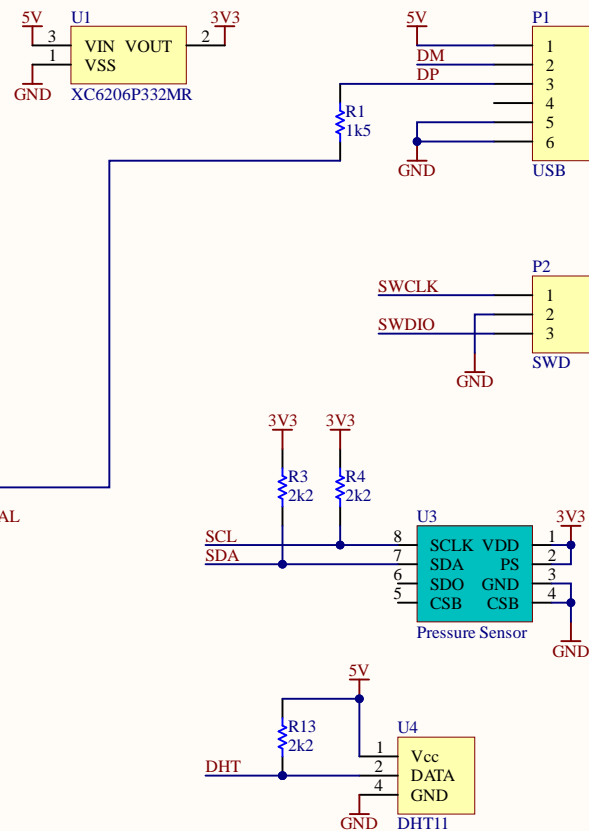 5V
U1
3V3
3 VIN VOUT 2
1 VSS
GND
XC6206P332MR
P1
5V
1
DM
2
DP
3
4
5
6
GND
USB
R1
1k5
P2
SWCLK
1
2
SWDIO
3
GND
SWD
3V3
3V3
R3
2k2
R4
2k2
AL
U3
3V3
SCL
8 SCLK VDD 1
SDA
7 SDA PS 2
6 SDO GND 3
5 CSB CSB 4
Pressure Sensor
GND
5V
R13
2k2
U4
1 Vcc
DHT
2 DATA
4 GND
GND
DHT11